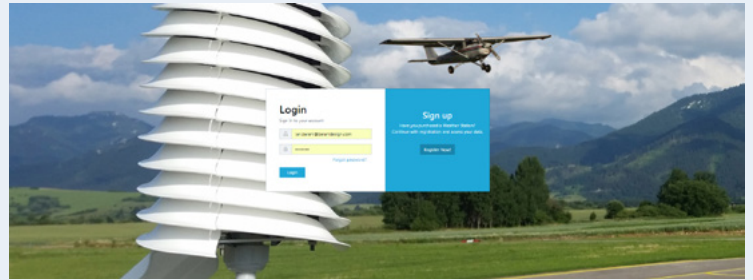 Login
Sign In to your account
Forgot password?
Login
Sign up
Have you purchased a Weather Station?
Continue with registration and access your data.
Register Now!